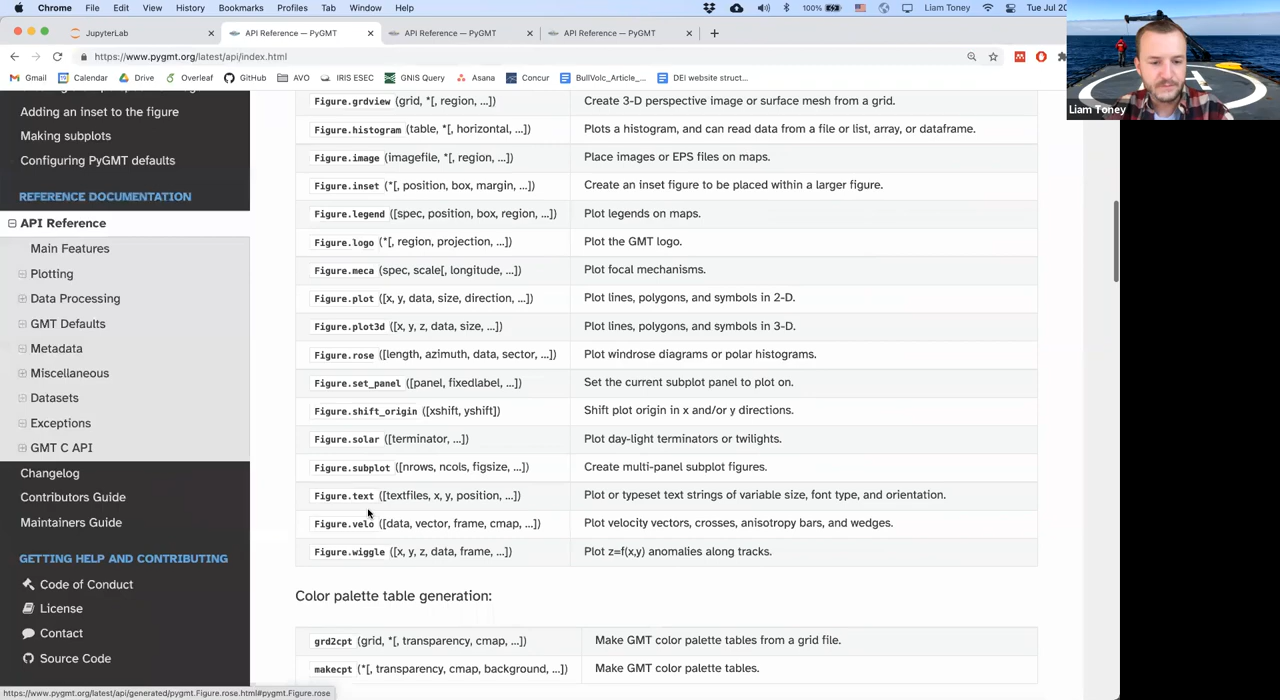 Chrome File Edit View History Bookmarks Profiles Tab Window Help 100% Liam Toney Tue Jul 20
JupyterLab API Reference — PyGMT API Reference — PyGMT API Reference — PyGMT
https://www.pygmt.org/latest/api/index.html
Gmail Calendar Drive Overleaf GitHub AVO IRIS ESEC GNIS Query Asana Concur BullVolc_Article_... DEI website struct...
Liam Toney
Adding an inset to the figure
Making subplots
Configuring PyGMT defaults
REFERENCE DOCUMENTATION
API Reference
Main Features
Plotting
Data Processing
GMT Defaults
Metadata
Miscellaneous
Datasets
Exceptions
GMT C API
Changelog
Contributors Guide
Maintainers Guide
GETTING HELP AND CONTRIBUTING
Code of Conduct
License
Contact
Source Code
Figure.grdview (grid, *[, region, ...]) Create 3-D perspective image or surface mesh from a grid.
Figure.histogram (table, *[, horizontal, ...]) Plots a histogram, and can read data from a file or list, array, or dataframe.
Figure.image (imagefile, *[, region, ...]) Place images or EPS files on maps.
Figure.inset (*[, position, box, margin, ...]) Create an inset figure to be placed within a larger figure.
Figure.legend ([spec, position, box, region, ...]) Plot legends on maps.
Figure.logo (*[, region, projection, ...]) Plot the GMT logo.
Figure.meca (spec, scale[, longitude, ...]) Plot focal mechanisms.
Figure.plot ([x, y, data, size, direction, ...]) Plot lines, polygons, and symbols in 2-D.
Figure.plot3d ([x, y, z, data, size, ...]) Plot lines, polygons, and symbols in 3-D.
Figure.rose ([length, azimuth, data, sector, ...]) Plot windrose diagrams or polar histograms.
Figure.set_panel ([panel, fixedlabel, ...]) Set the current subplot panel to plot on.
Figure.shift_origin ([xshift, yshift]) Shift plot origin in x and/or y directions.
Figure.solar ([terminator, ...]) Plot day-light terminators or twilights.
Figure.subplot ([nrows, ncols, figsize, ...]) Create multi-panel subplot figures.
Figure.text ([textfiles, x, y, position, ...]) Plot or typeset text strings of variable size, font type, and orientation.
Figure.velo ([data, vector, frame, cmap, ...]) Plot velocity vectors, crosses, anisotropy bars, and wedges.
Figure.wiggle ([x, y, z, data, frame, ...]) Plot z=f(x,y) anomalies along tracks.
Color palette table generation:
grd2cpt (grid, *[, transparency, cmap, ...]) Make GMT color palette tables from a grid file.
makecpt (*[, transparency, cmap, background, ...]) Make GMT color palette tables.
https://www.pygmt.org/latest/api/generated/pygmt.Figure.rose.html#pygmt.Figure.rose